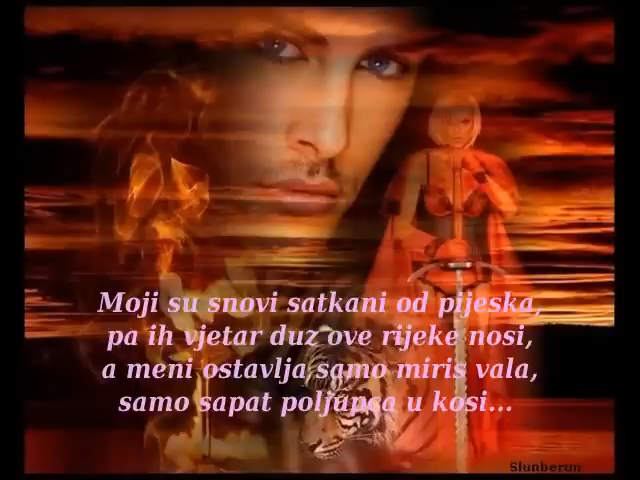 Moji su snovi satkani od pijeska,
pa ih vjetar duz ove rijeke nosi,
a meni ostavlja samo miris vala,
samo sapat poljupca u kosi...
Slunberun